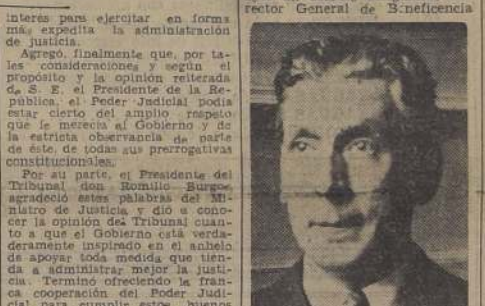 interés para ejercitar en forma
más expedita la administración
de justicia.
Agregó, finalmente que, por ta-
les consideraciones y según el
propósito y la opinión reiterada
de S. E. el Presidente de la Re-
pública, el Poder Judicial podía
estar cierto del amplio respeto
que le merecía al Gobierno y de
la estricta observancia de parte
de éste, de todas sus prerrogativas
constitucionales.
Por su parte, el Presidente del
Tribunal don Romilio Burgos
agradeció estas palabras del Mi-
nistro de Justicia y dió a cono-
cer la opinión del Tribunal cuan-
to a que el Gobierno está verda-
deramente inspirado en el anhelo
de apoyar toda medida que tien-
da a administrar mejor la justi-
cia. Terminó ofreciendo la fran-
ca cooperación del Poder Judi-
cial para cumplir estos buenos
rector General de Beneficencia